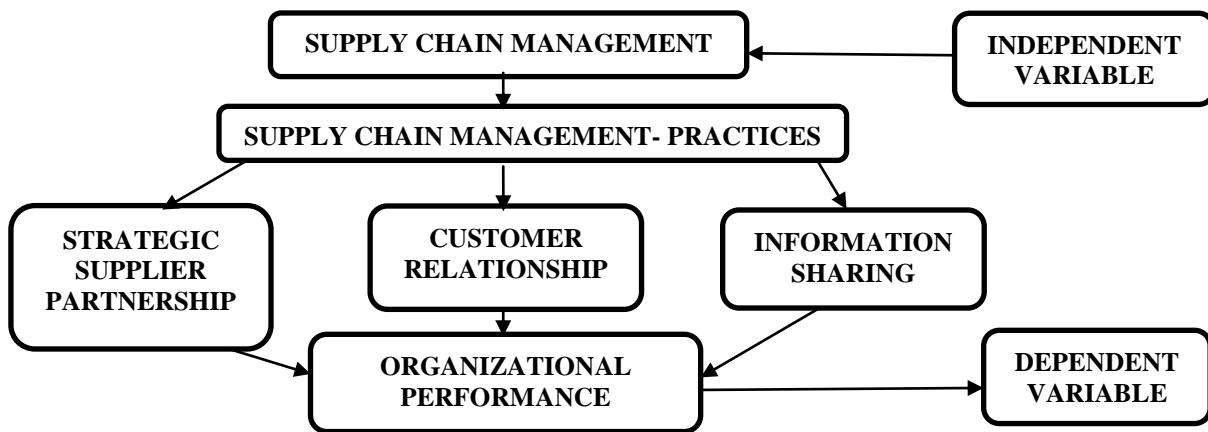 SUPPLY CHAIN MANAGEMENT
INDEPENDENT
VARIABLE
SUPPLY CHAIN MANAGEMENT- PRACTICES
STRATEGIC
SUPPLIER
PARTNERSHIP
CUSTOMER
RELATIONSHIP
INFORMATION
SHARING
ORGANIZATIONAL
PERFORMANCE
DEPENDENT
VARIABLE